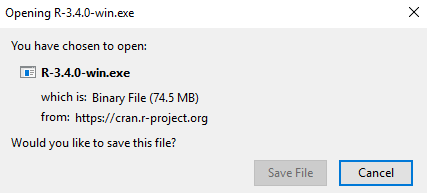 Opening R-3.4.0-win.exe
You have chosen to open:
R-3.4.0-win.exe
which is: Binary File (74.5 MB)
from: https://cran.r-project.org
Would you like to save this file?
Save File Cancel